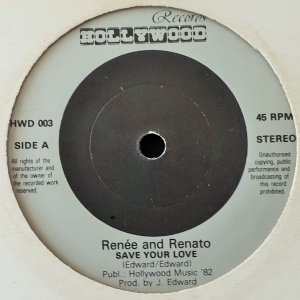 Records
HOLLYWOOD
HWD 003
45 RPM
SIDE A
STEREO
All rights of the
manufacturer and
of the owner of
the recorded work
reserved.
Unauthorised
copying, public
performance and
broadcasting of
this record
prohibited.
Renée and Renato
SAVE YOUR LOVE
(Edward/Edward)
Publ.: Hollywood Music '82
Prod. by J. Edward